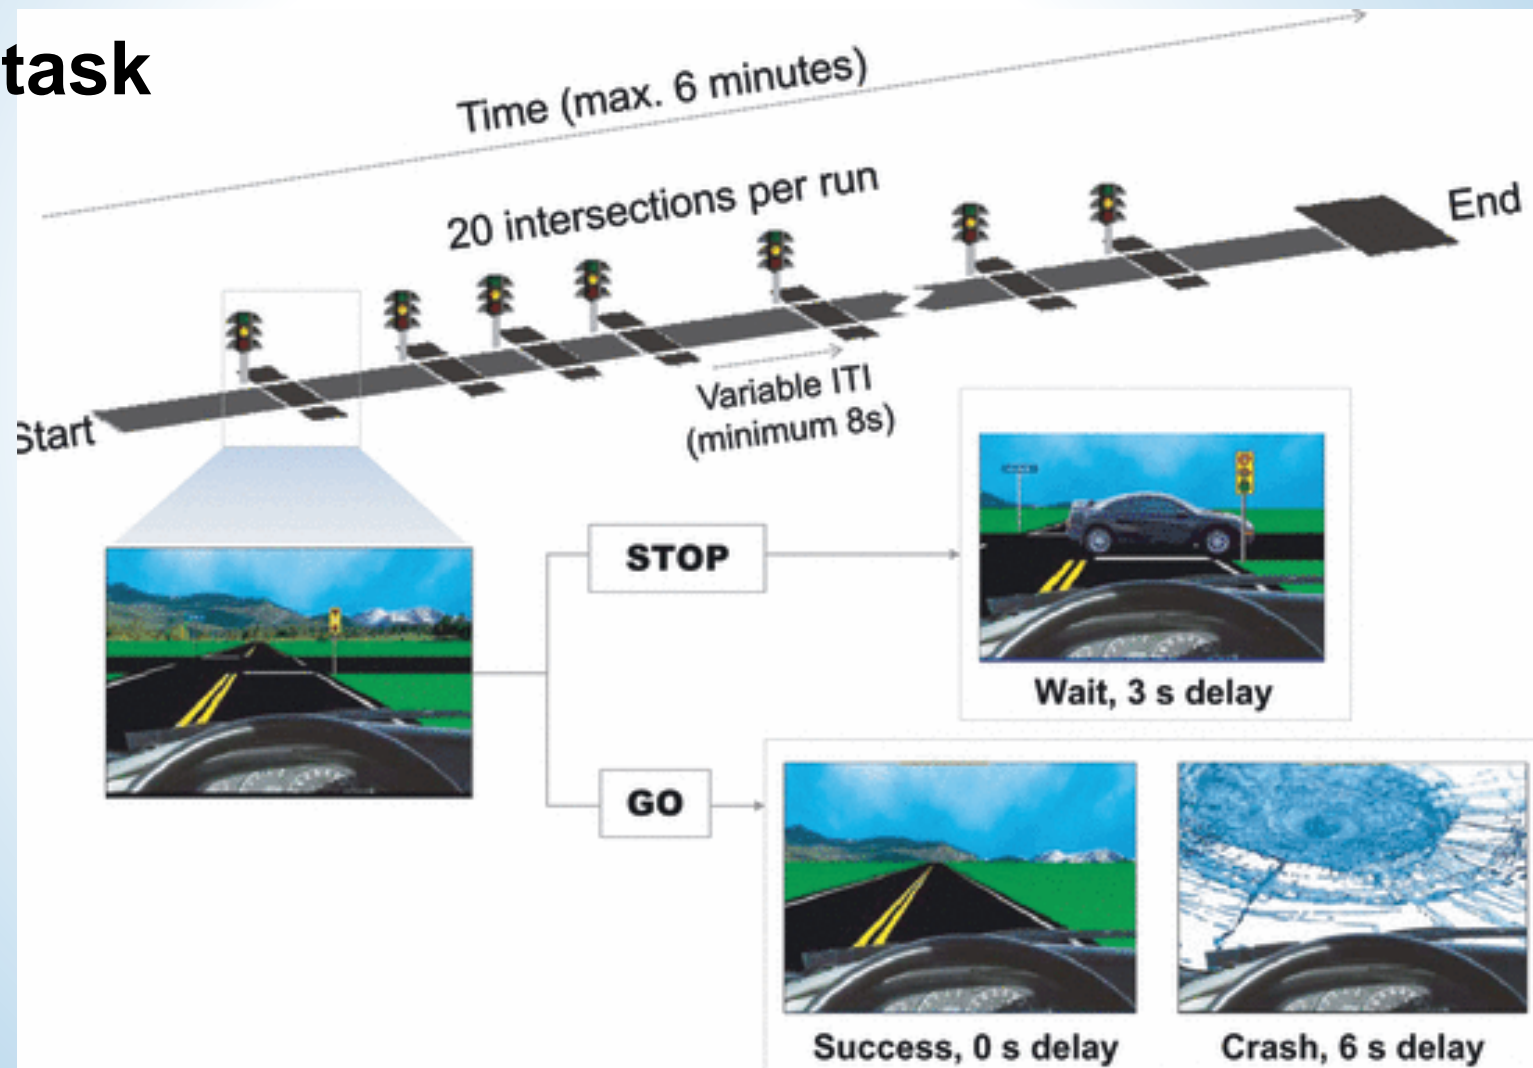 task
Time (max. 6 minutes)
20 intersections per run
End
Variable ITI
(minimum 8s)
Start
STOP
Wait, 3 s delay
GO
Success, 0 s delay
Crash, 6 s delay